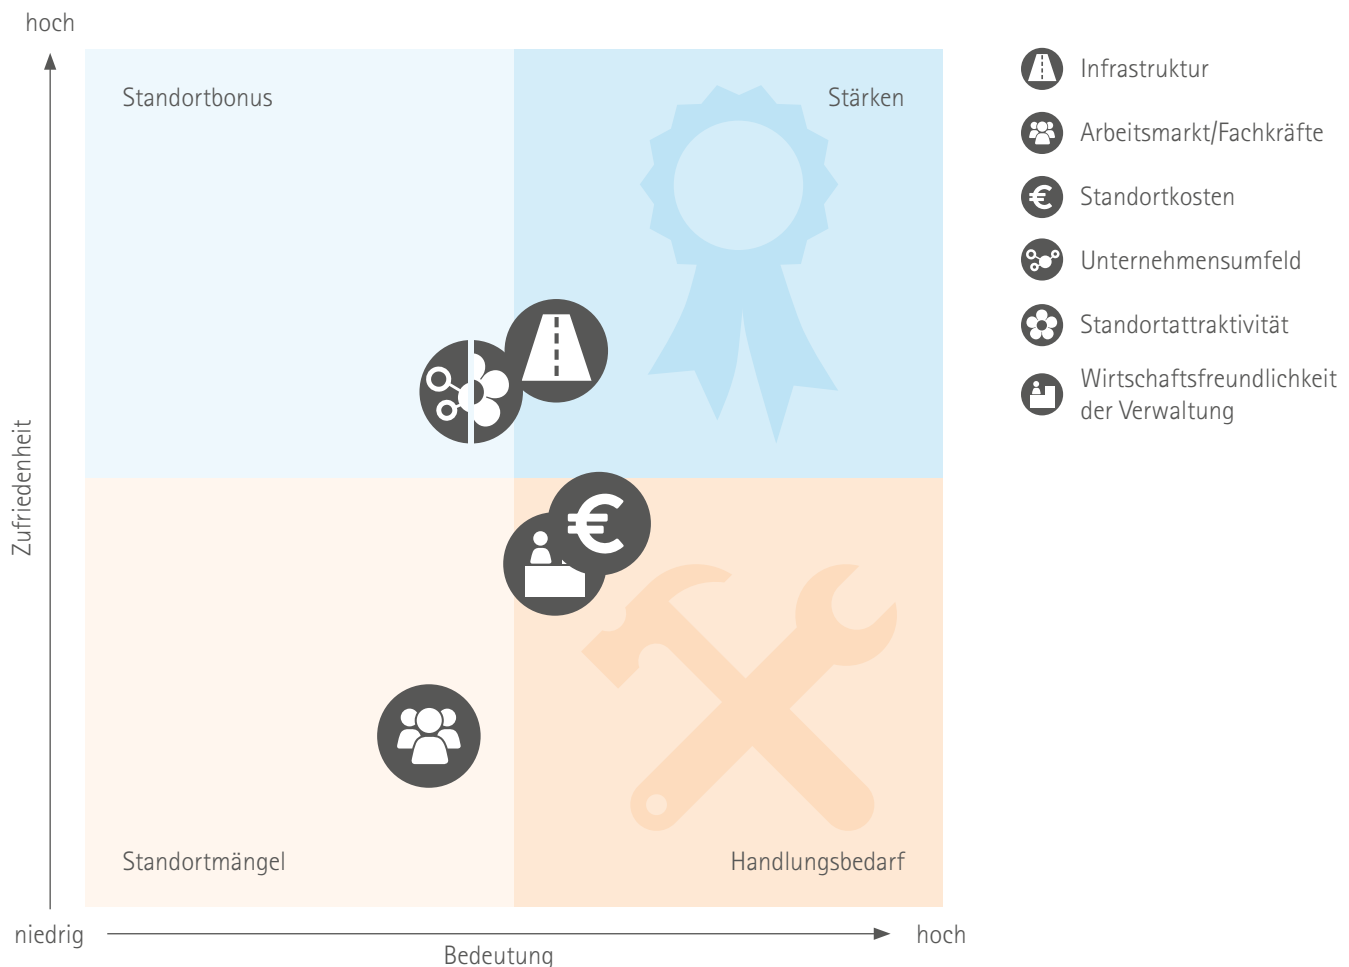 hoch
Standortbonus
Stärken
Standortmängel
Handlungsbedarf
Zufriedenheit
niedrig
Bedeutung
hoch
Infrastruktur
Arbeitsmarkt/Fachkräfte
Standortkosten
Unternehmensumfeld
Standortattraktivität
Wirtschaftsfreundlichkeit
der Verwaltung